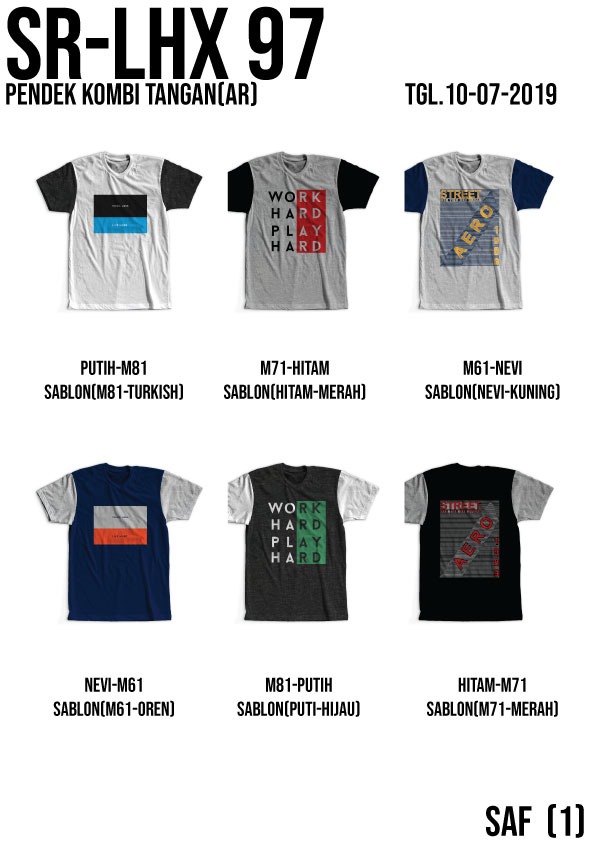 SR-LHX 97
PENDEK KOMBI TANGAN(AR)
TGL.10-07-2019
WORK
HARD
PLAY
HARD
STREET
AERO
PUTIH-M81
SABLON(M81-TURKISH)
M71-HITAM
SABLON(HITAM-MERAH)
M61-NEVI
SABLON(NEVI-KUNING)
WORK
HARD
PLAY
HARD
STREET
AERO
NEVI-M61
SABLON(M61-OREN)
M81-PUTIH
SABLON(PUTI-HIJAU)
HITAM-M71
SABLON(M71-MERAH)
SAF (1)